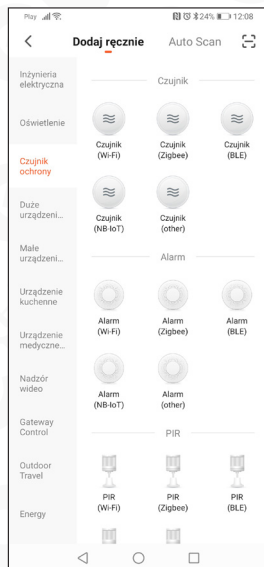 Play 24% 12:08
Dodaj ręcznie Auto Scan
Inżynieria
elektryczna
Oświetlenie
Czujnik
ochrony
Duże
urządzeni...
Małe
urządzeni...
Urządzenie
kuchenne
Urządzenie
medyczne...
Nadzór
wideo
Gateway
Control
Outdoor
Travel
Energy
Czujnik
Czujnik
(Wi-Fi)
Czujnik
(Zigbee)
Czujnik
(BLE)
Czujnik
(NB-IoT)
Czujnik
(other)
Alarm
Alarm
(Wi-Fi)
Alarm
(Zigbee)
Alarm
(BLE)
Alarm
(NB-IoT)
Alarm
(other)
PIR
PIR
(Wi-Fi)
PIR
(Zigbee)
PIR
(BLE)